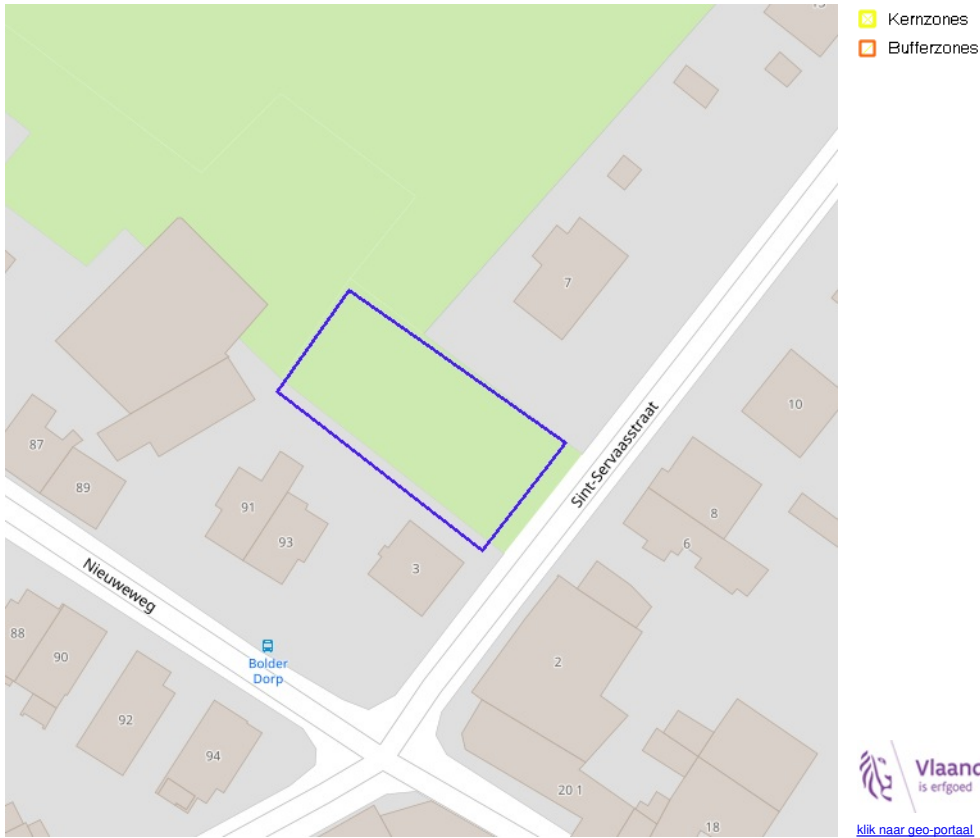 Kernzones
Bufferzones
7
10
Sint-Servaasstraat
87
89
91
93
8
6
3
Nieuweweg
88
90
Bolder
Dorp
2
92
94
20 1
18
is erfgoed
klik naar geo-portaal